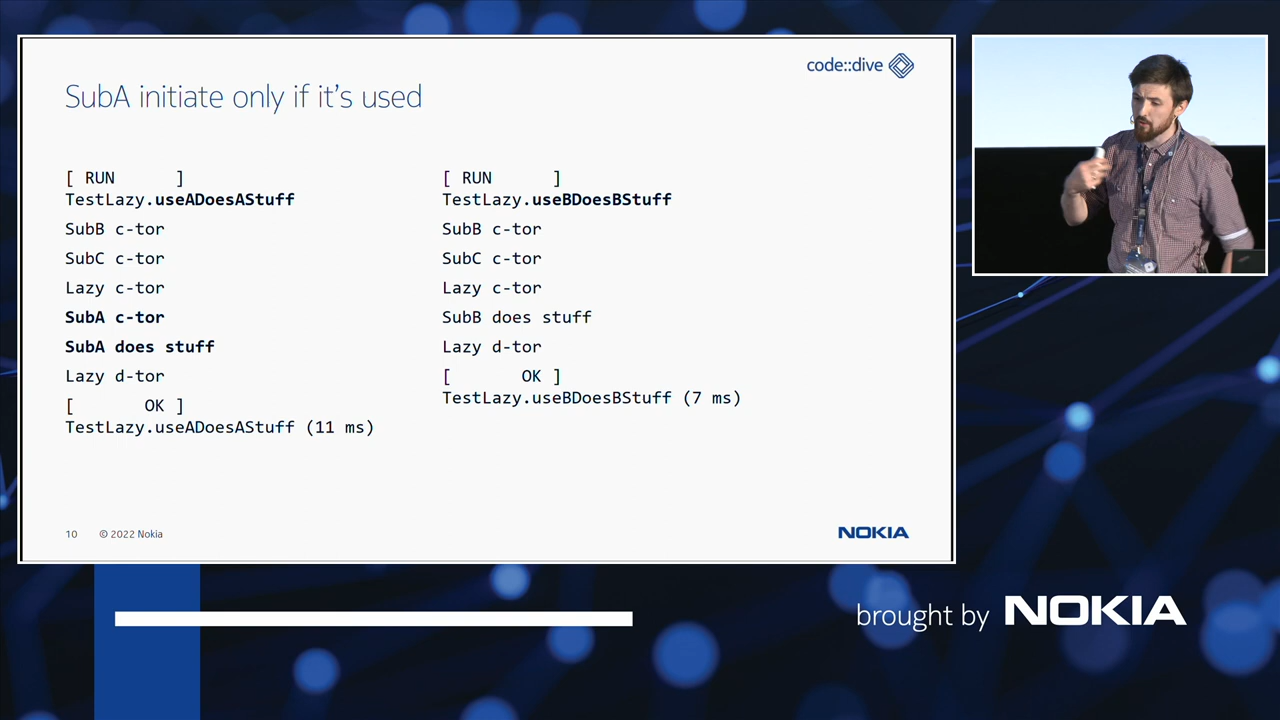 code::dive
SubA initiate only if it's used
[ RUN      ]
TestLazy.useADoesAStuff
SubB c-tor
SubC c-tor
Lazy c-tor
SubA c-tor
SubA does stuff
Lazy d-tor
[       OK ]
TestLazy.useADoesAStuff (11 ms)
[ RUN      ]
TestLazy.useBDoesBStuff
SubB c-tor
SubC c-tor
Lazy c-tor
SubB does stuff
Lazy d-tor
[       OK ]
TestLazy.useBDoesBStuff (7 ms)
10 © 2022 Nokia
NOKIA
brought by NOKIA